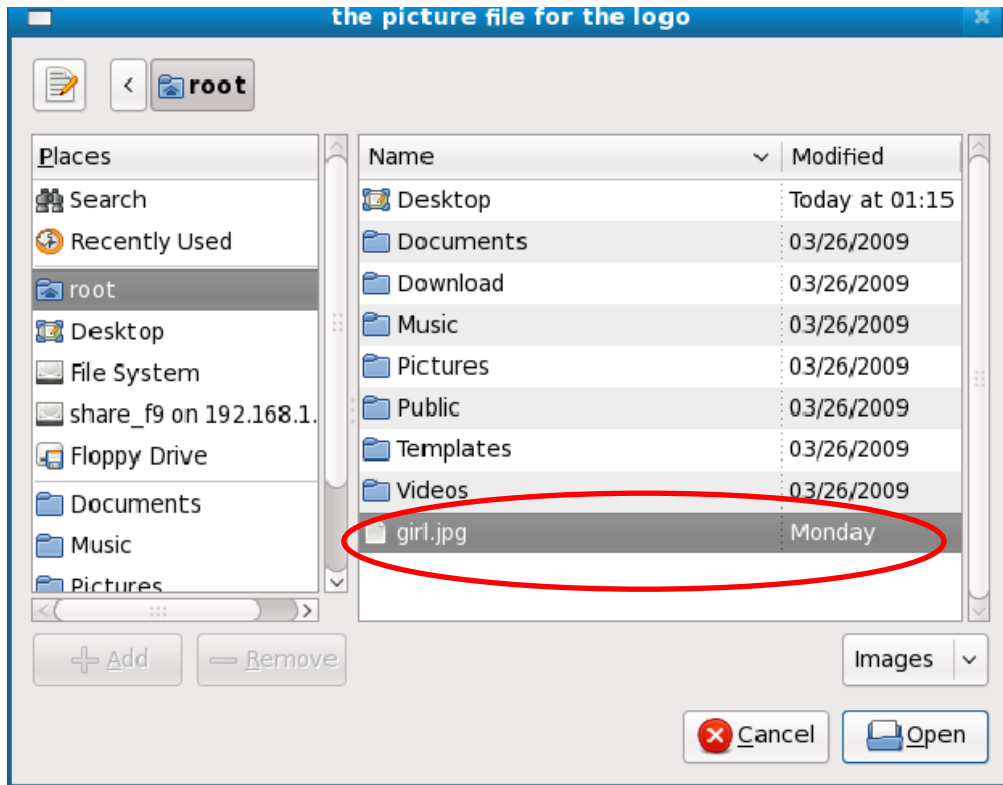 the picture file for the logo
root
Places
Search
Recently Used
root
Desktop
File System
share_f9 on 192.168.1.
Floppy Drive
Documents
Music
Pictures
Name Modified
Desktop Today at 01:15
Documents 03/26/2009
Download 03/26/2009
Music 03/26/2009
Pictures 03/26/2009
Public 03/26/2009
Templates 03/26/2009
Videos 03/26/2009
girl.jpg Monday
Add Remove
Images
Cancel Open